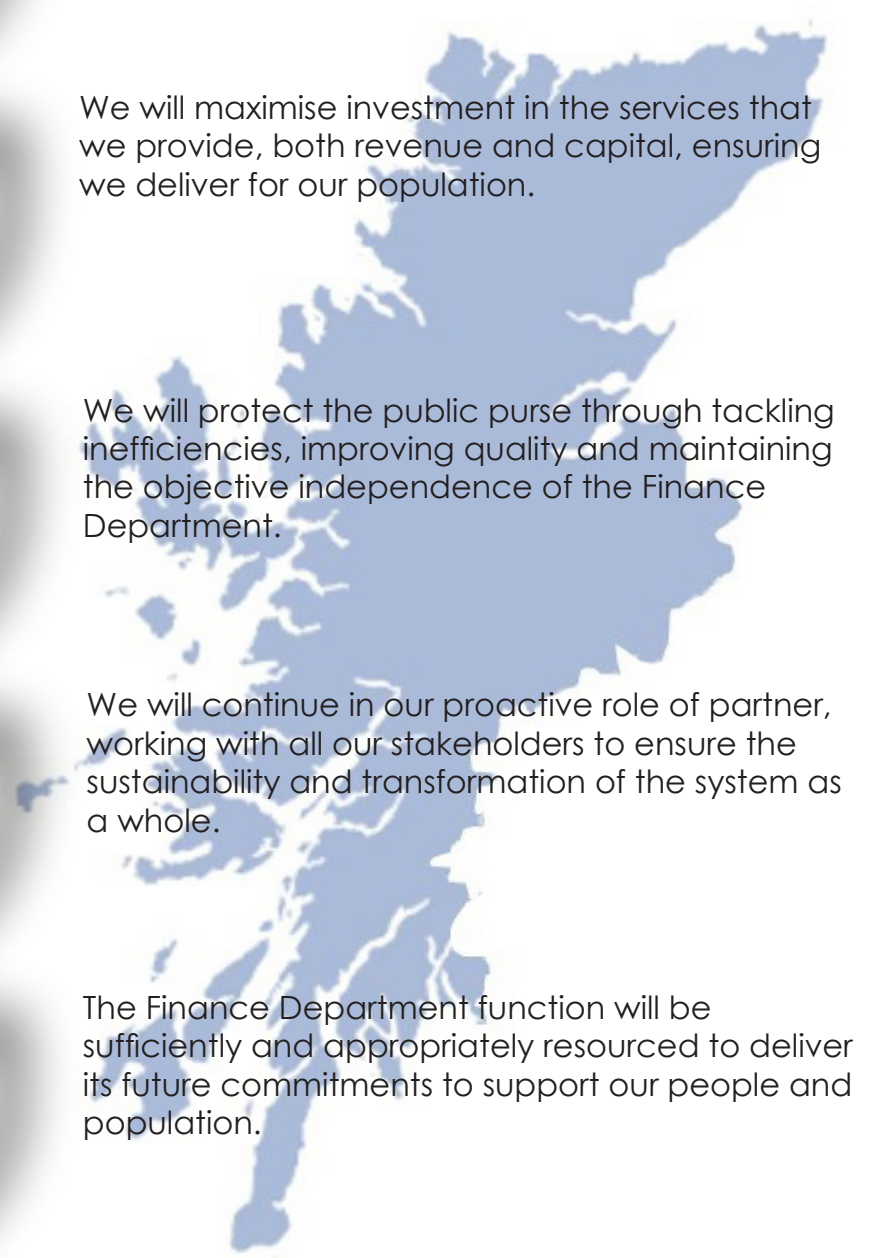 We will maximise investment in the services that
we provide, both revenue and capital, ensuring
we deliver for our population.
We will protect the public purse through tackling
inefficiencies, improving quality and maintaining
the objective independence of the Finance
Department.
We will continue in our proactive role of partner,
working with all our stakeholders to ensure the
sustainability and transformation of the system as
a whole.
The Finance Department function will be
sufficiently and appropriately resourced to deliver
its future commitments to support our people and
population.